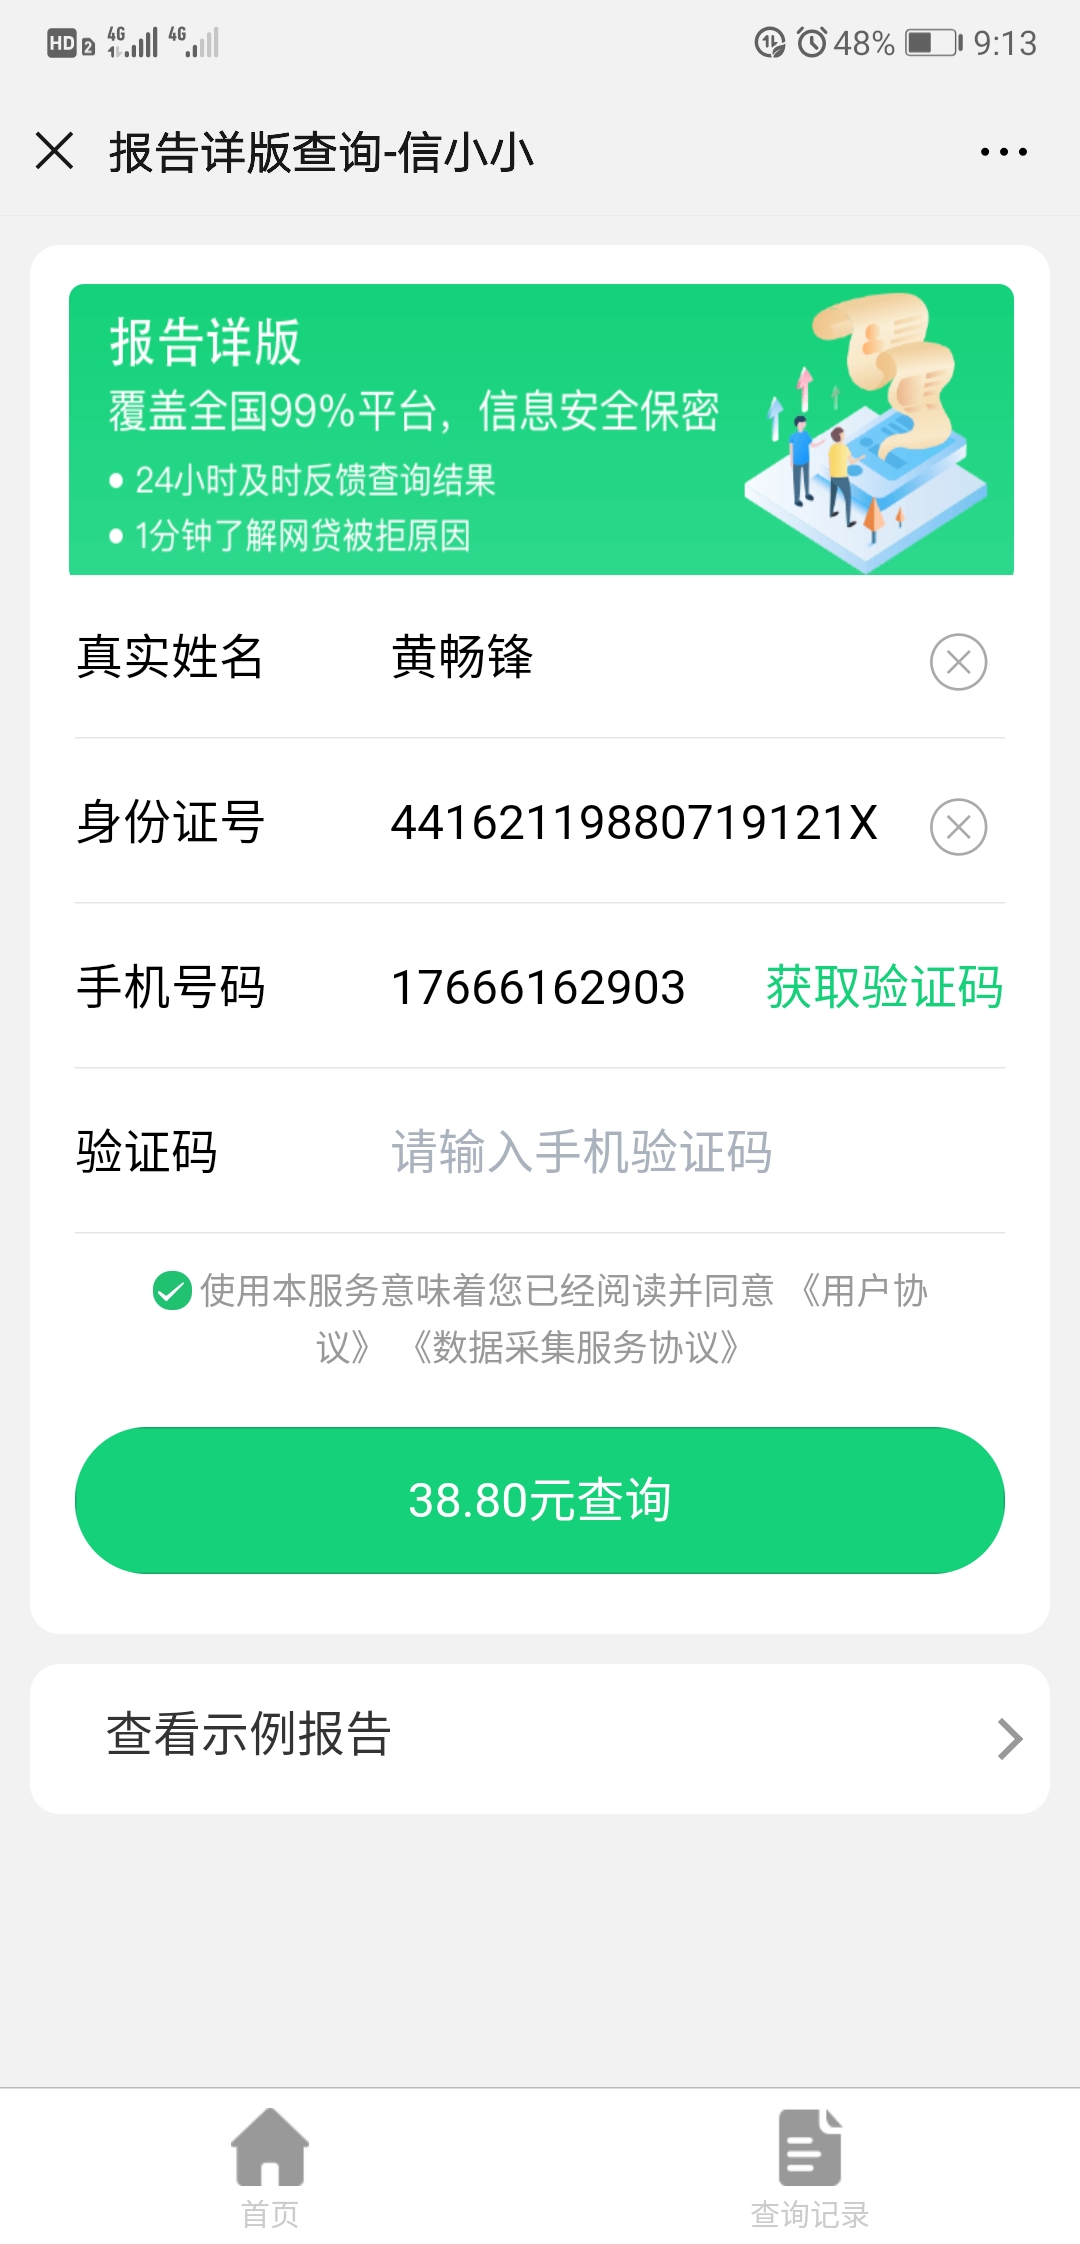 HD 2 4G 4G 48% 9:13
报告详版查询-信小小
报告详版
覆盖全国99%平台，信息安全保密
24小时及时反馈查询结果
1分钟了解网贷被拒原因
真实姓名 黄畅锋
身份证号 44162119880719121X
手机号码 17666162903 获取验证码
验证码 请输入手机验证码
使用本服务意味着您已经阅读并同意 《用户协
议》 《数据采集服务协议》
38.80元查询
查看示例报告
首页 查询记录